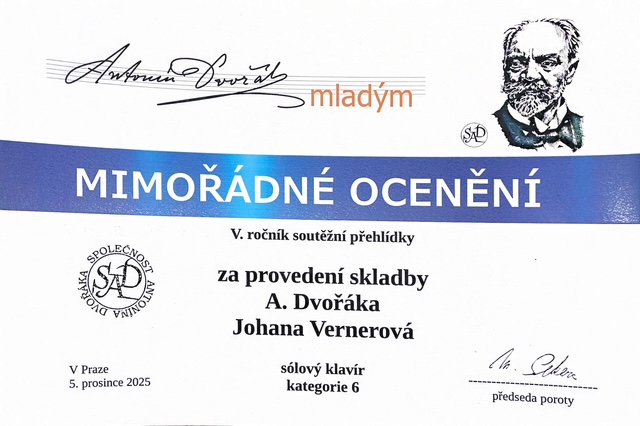 Antonín Dvořák
mladým
SAD
MIMOŘÁDNÉ OCENĚNÍ
V. ročník soutěžní přehlídky
SPOLEČNOST ANTONÍNA DVOŘÁKA
SAD
za provedení skladby
A. Dvořáka
Johana Vernerová
V Praze
5. prosince 2025
sólový klavír
kategorie 6
předseda poroty